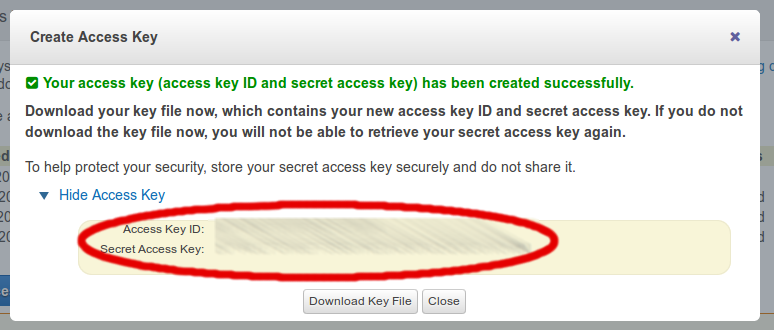 Create Access Key
Your access key (access key ID and secret access key) has been created successfully.
Download your key file now, which contains your new access key ID and secret access key. If you do not
download the key file now, you will not be able to retrieve your secret access key again.
To help protect your security, store your secret access key securely and do not share it.
Hide Access Key
Access Key ID:
Secret Access Key:
Download Key File
Close